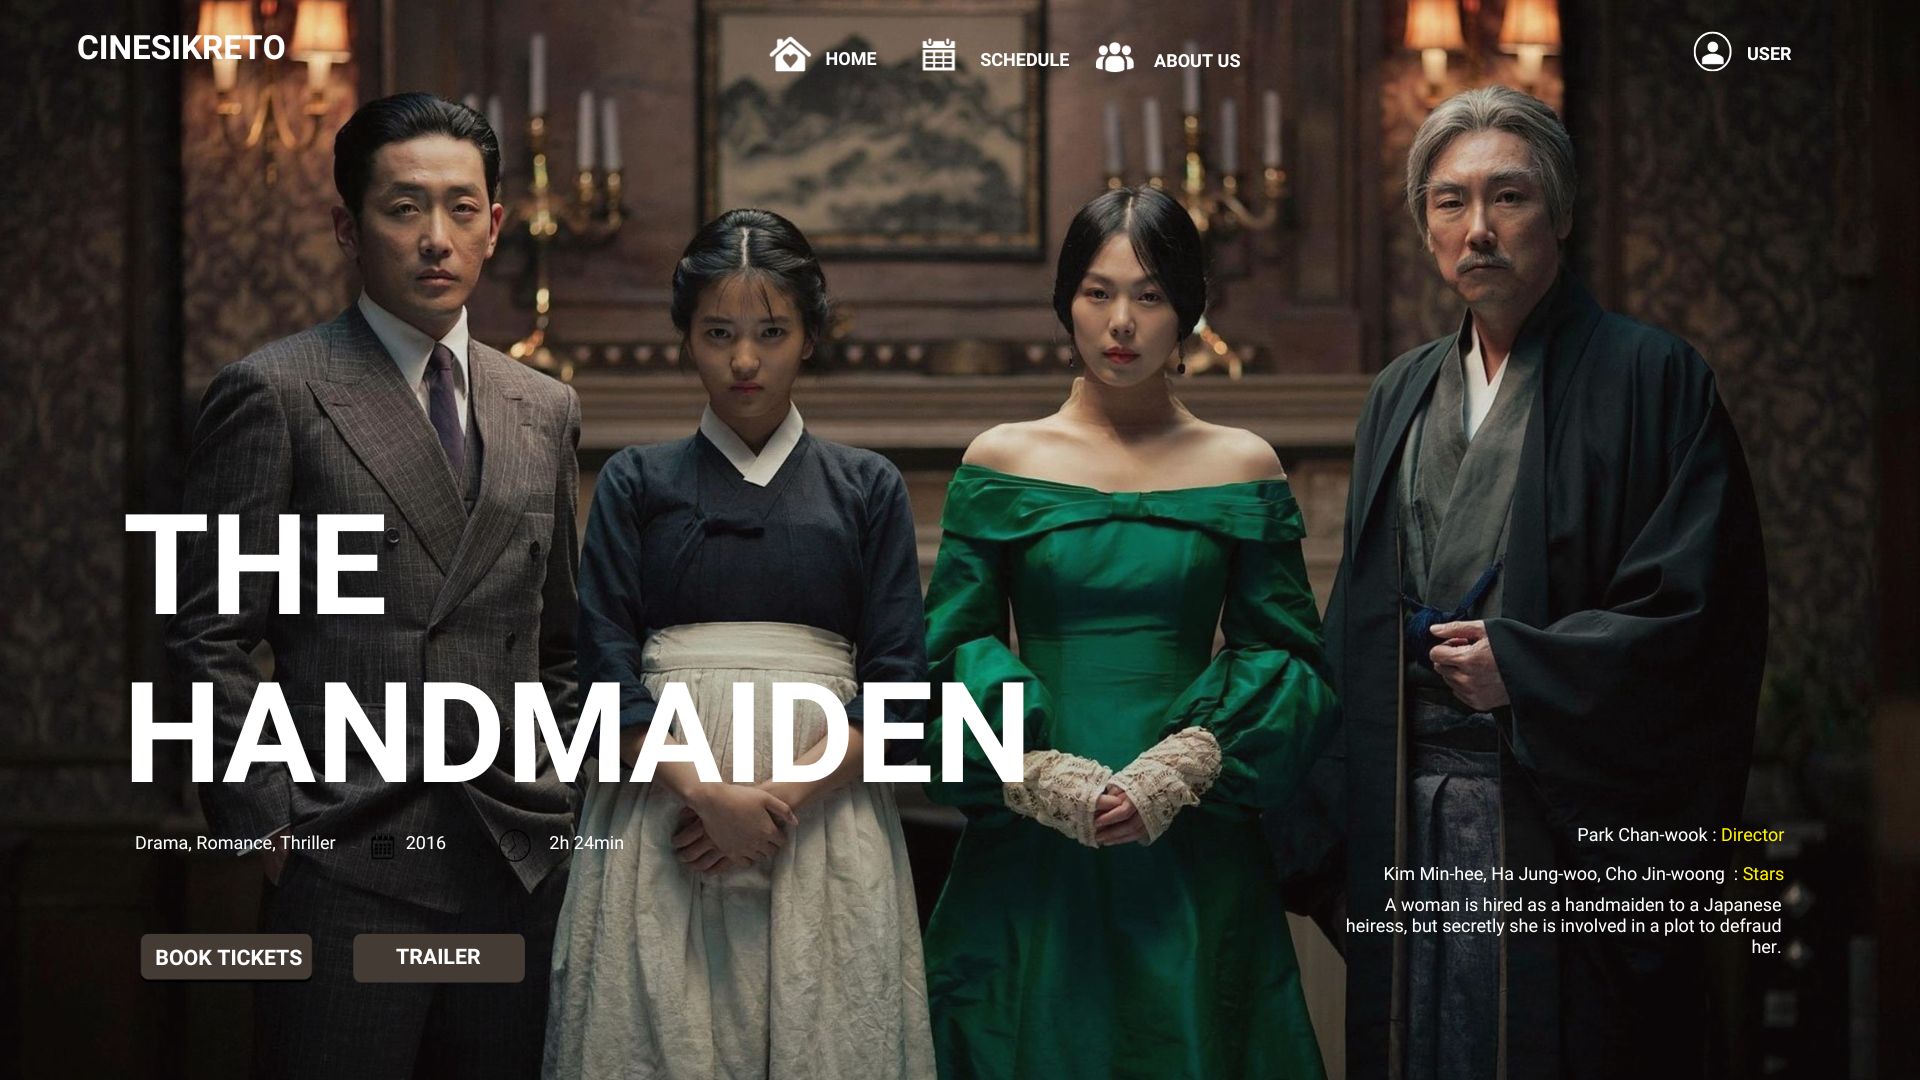 CINESIKRETO
HOME
SCHEDULE
ABOUT US
USER
THE
HANDMAIDEN
Drama, Romance, Thriller
2016
2h 24min
BOOK TICKETS
TRAILER
Park Chan-wook : Director
Kim Min-hee, Ha Jung-woo, Cho Jin-woong : Stars
A woman is hired as a handmaiden to a Japanese
heiress, but secretly she is involved in a plot to defraud
her.